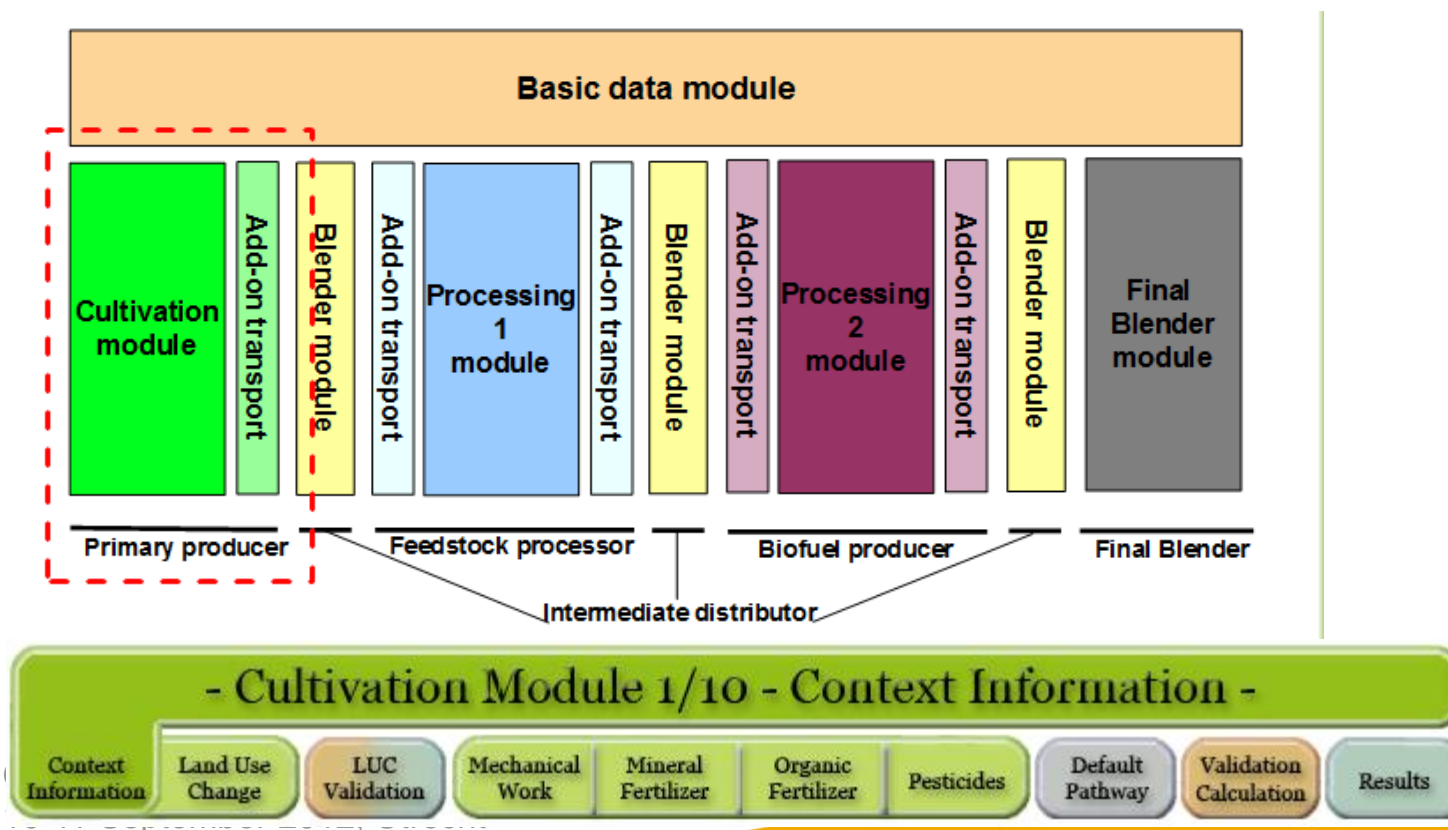 Basic data module
Cultivation
module
Add-on transport
Blender module
Add-on transport
Processing
1
module
Add-on transport
Blender module
Add-on transport
Processing
2
module
Add-on transport
Blender module
Final
Blender
module
Primary producer
Feedstock processor
Biofuel producer
Final Blender
Intermediate distributor
- Cultivation Module 1/10 - Context Information -
Context
Information
Land Use
Change
LUC
Validation
Mechanical
Work
Mineral
Fertilizer
Organic
Fertilizer
Pesticides
Default
Pathway
Validation
Calculation
Results